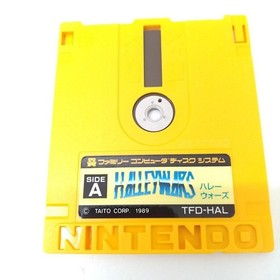 ファミリー コンピュータ ディスク システム
SIDE
A
HALLEY WARS
ハレー
ウォーズ
© TAITO CORP. 1989
TFD-HAL
NINTENDO